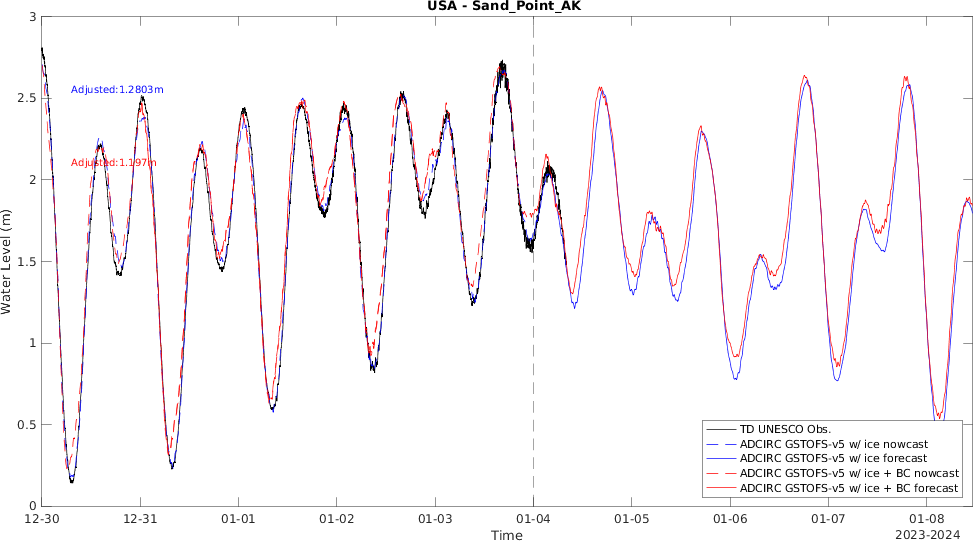 USA - Sand_Point_AK
3
2.5
2
1.5
1
0.5
0
Water Level (m)
Adjusted:1.2803m
Adjusted:1.197m
TD UNESCO Obs.
ADCIRC GSTOFS-v5 w/ ice nowcast
ADCIRC GSTOFS-v5 w/ ice forecast
ADCIRC GSTOFS-v5 w/ ice + BC nowcast
ADCIRC GSTOFS-v5 w/ ice + BC forecast
12-30 12-31 01-01 01-02 01-03 01-04 01-05 01-06 01-07 01-08
Time
2023-2024